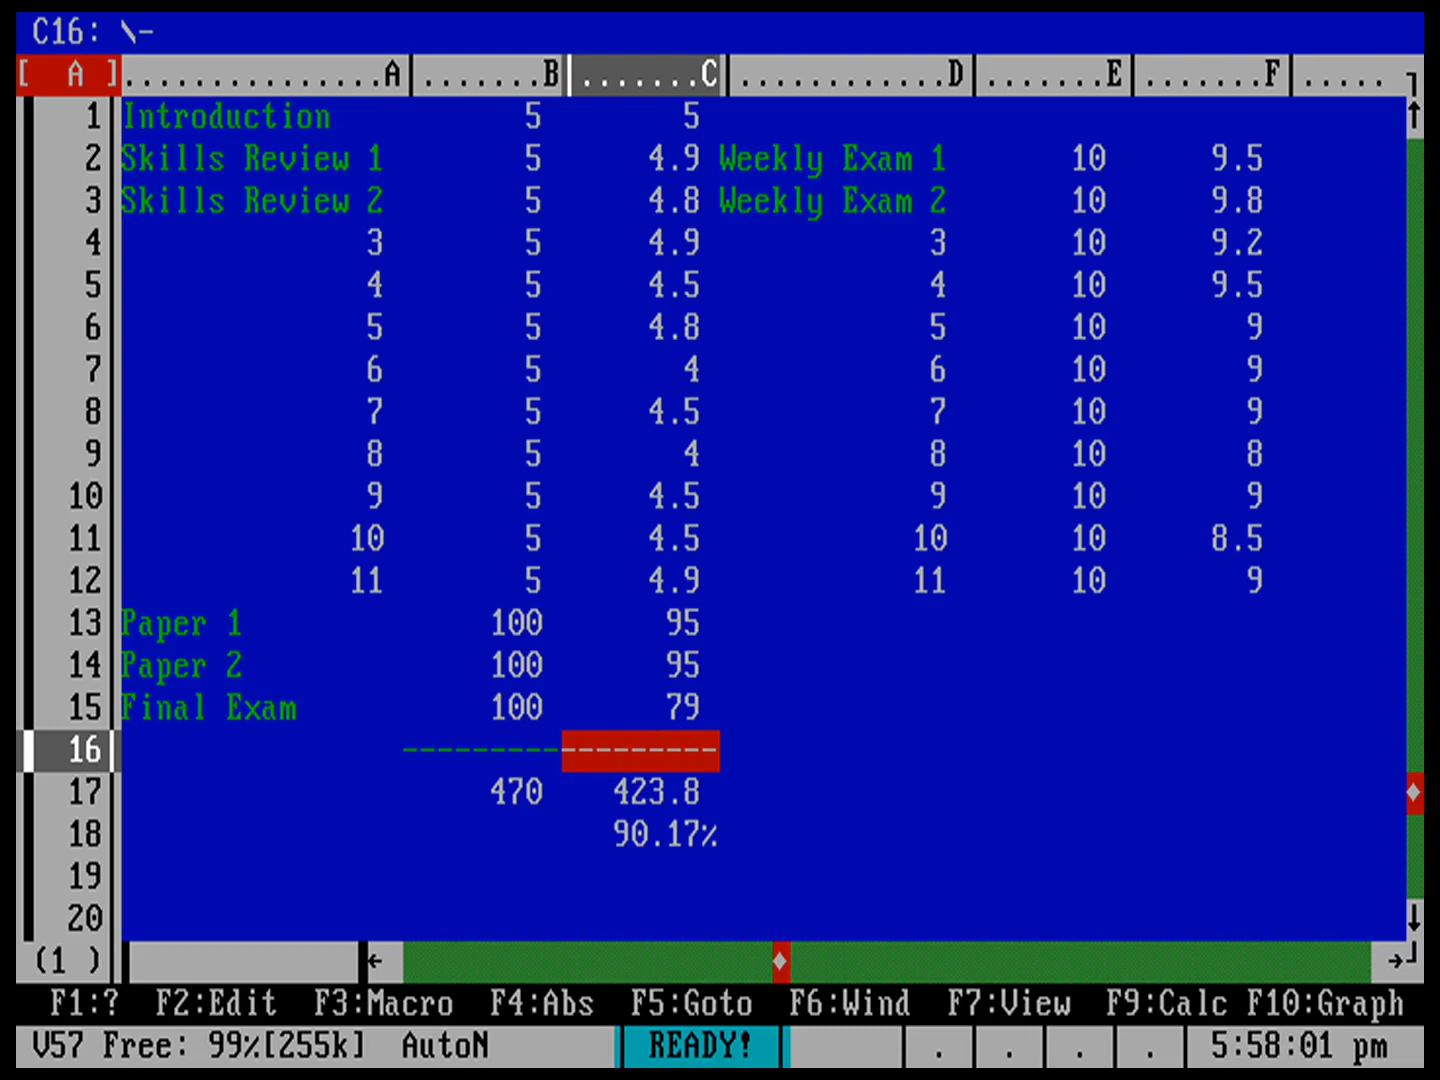 C16: \-
[ A ]...............A .......B .......C ...........D .......E .......F .....
1 Introduction 5 5
2 Skills Review 1 5 4.9 Weekly Exam 1 10 9.5
3 Skills Review 2 5 4.8 Weekly Exam 2 10 9.8
4 3 5 4.9 3 10 9.2
5 4 5 4.5 4 10 9.5
6 5 5 4.8 5 10 9
7 6 5 4 6 10 9
8 7 5 4.5 7 10 9
9 8 5 4 8 10 8
10 9 5 4.5 9 10 9
11 10 5 4.5 10 10 8.5
12 11 5 4.9 11 10 9
13 Paper 1 100 95
14 Paper 2 100 95
15 Final Exam 100 79
16 --------- ---------
17 470 423.8
18 90.17%
19
20
(1 )
F1:? F2:Edit F3:Macro F4:Abs F5:Goto F6:Wind F7:View F9:Calc F10:Graph
V57 Free: 99%[255k] AutoN READY! . . . . 5:58:01 pm